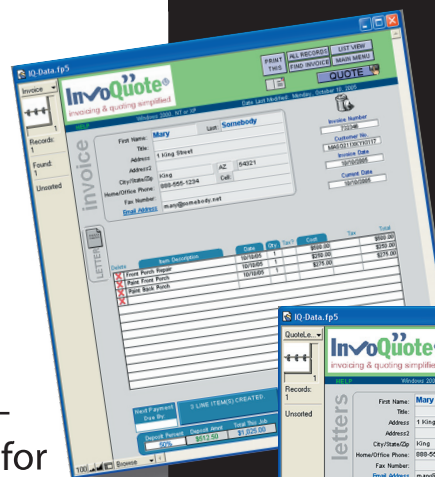 IQ-Data.fp5
Invoice
Records:
1
Found:
1
Unsorted
InvoQuote®
invoicing & quoting simplified
PRINT THIS
ALL RECORDS
LIST VIEW
FIND INVOICE
MAIN MENU
QUOTE
HELP
Windows 2000, NT or XP
Date Last Modified: Monday, October 10, 2005
invoice
First Name: Mary Last: Somebody
Title:
Address 1 King Street
Address2
City/State/Zip King AZ 54321
Home/Office Phone: 888-555-1234 Cell:
Fax Number:
Email Address mary@somebody.net
Invoice Number
Customer No.
Invoice Date
10/10/2005
Current Date
10/10/2005
LETTER
Delete Item Description Date Qty Tax? Cost Tax Total
X Front Porch Repair 10/10/05 1 $500.00 $500.00
X Paint Front Porch 10/10/05 1 $250.00 $250.00
X Paint Back Porch 10/10/05 1 $275.00 $275.00
X
Next Payment Due By:
3 LINE ITEM(S) CREATED.
Deposit Percent Deposit Amnt Total This Job
50% $512.50 $1,025.00
100 Browse
for
IQ-Data.fp5
QuoteLe...
Records:
1
Unsorted
InvoQuote
invoicing & quoting simplified
HELP
Windows 200
letters
First Name: Mary
Title:
Address 1 King
Address2
City/State/Zip King
Home/Office Phone: 888-55
Fax Number:
Email Address